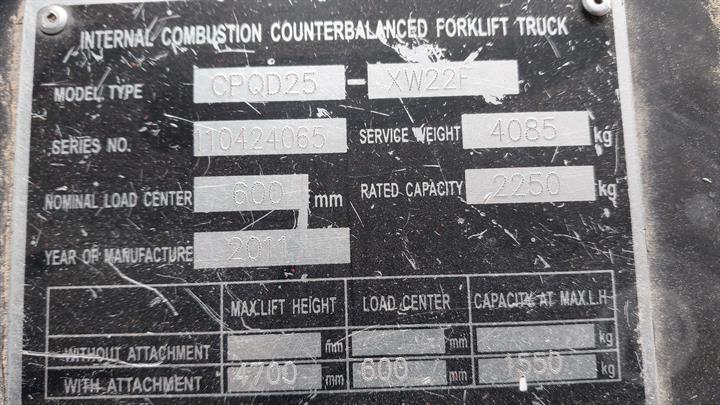 INTERNAL COMBUSTION COUNTERBALANCED FORKLIFT TRUCK
MODEL TYPE CPQD25 - XW22F
SERIES NO. 110424065 SERVICE WEIGHT 4085 kg
NOMINAL LOAD CENTER 600 mm RATED CAPACITY 2250 kg
YEAR OF MANUFACTURE 2011
MAX.LIFT HEIGHT LOAD CENTER CAPACITY AT MAX.L.H
WITHOUT ATTACHMENT mm mm kg
WITH ATTACHMENT 4700 mm 600 mm 1550 kg